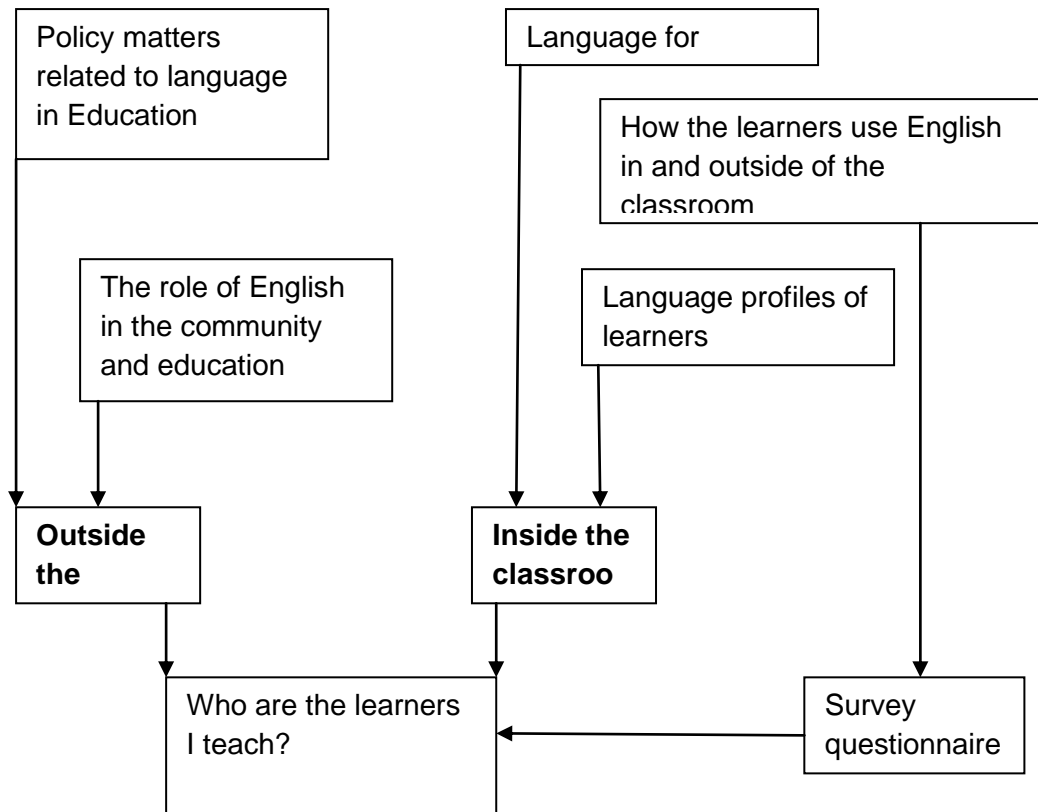 Policy matters
related to language
in Education
Language for
How the learners use English
in and outside of the
classroom
The role of English
in the community
and education
Language profiles of
learners
Outside
the
Inside the
classroo
Who are the learners
I teach?
Survey
questionnaire